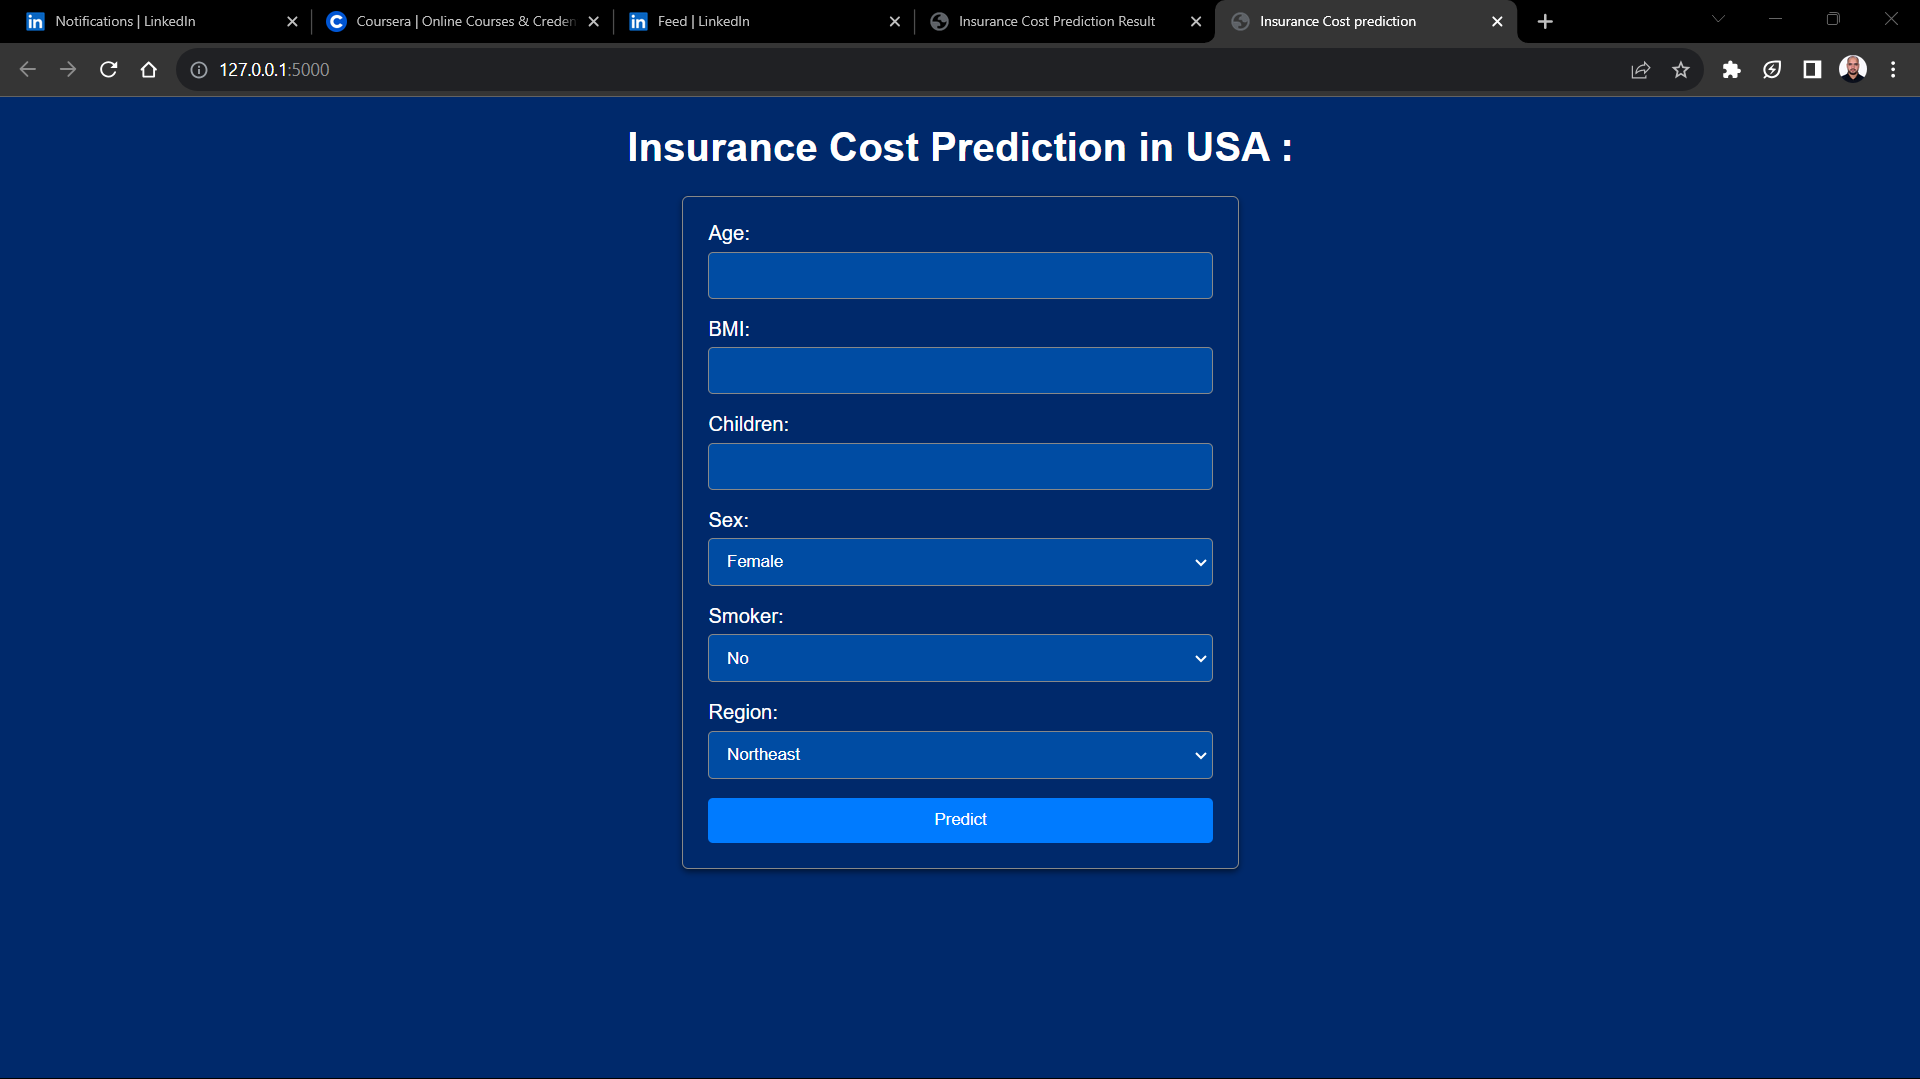 Notifications | LinkedIn
Coursera | Online Courses & Creden
Feed | LinkedIn
Insurance Cost Prediction Result
Insurance Cost prediction
127.0.0.1:5000
Insurance Cost Prediction in USA :
Age:
BMI:
Children:
Sex:
Female
Smoker:
No
Region:
Northeast
Predict